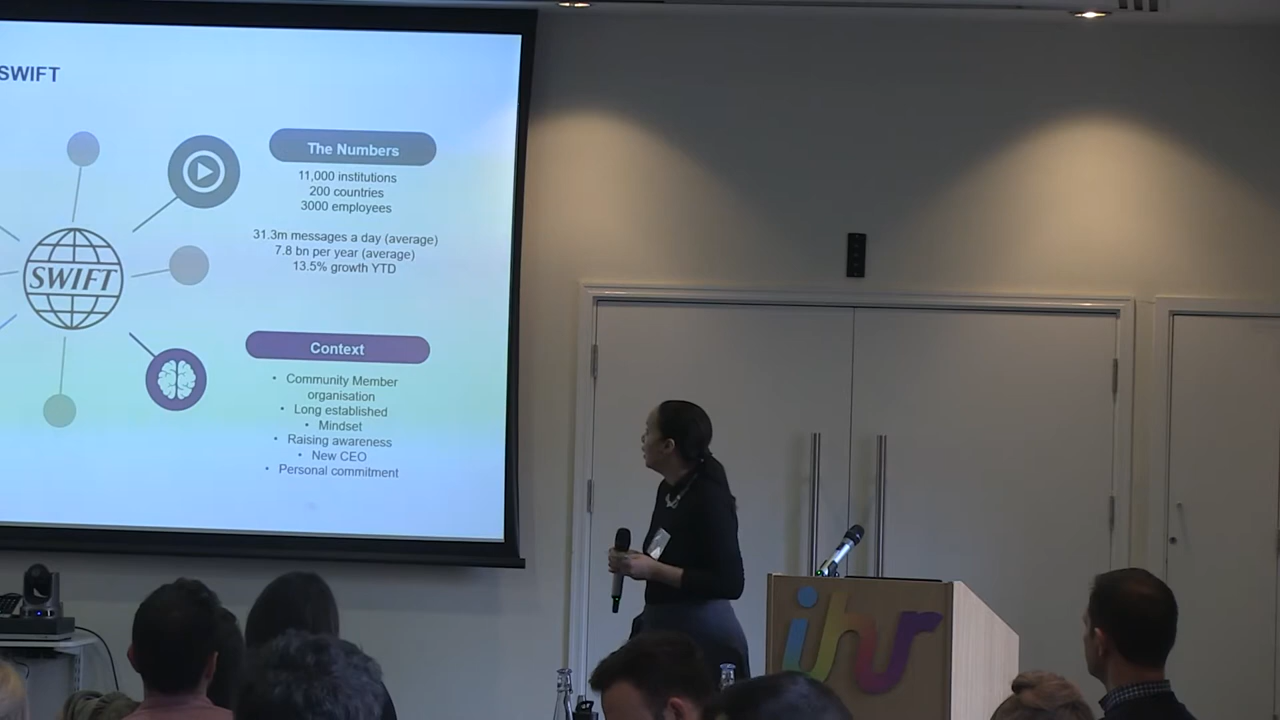 SWIFT
The Numbers
11,000 institutions
200 countries
3000 employees
31.3m messages a day (average)
7.8 bn per year (average)
13.5% growth YTD
SWIFT
Context
• Community Member
organisation
• Long established
• Mindset
• Raising awareness
• New CEO
• Personal commitment
ihr